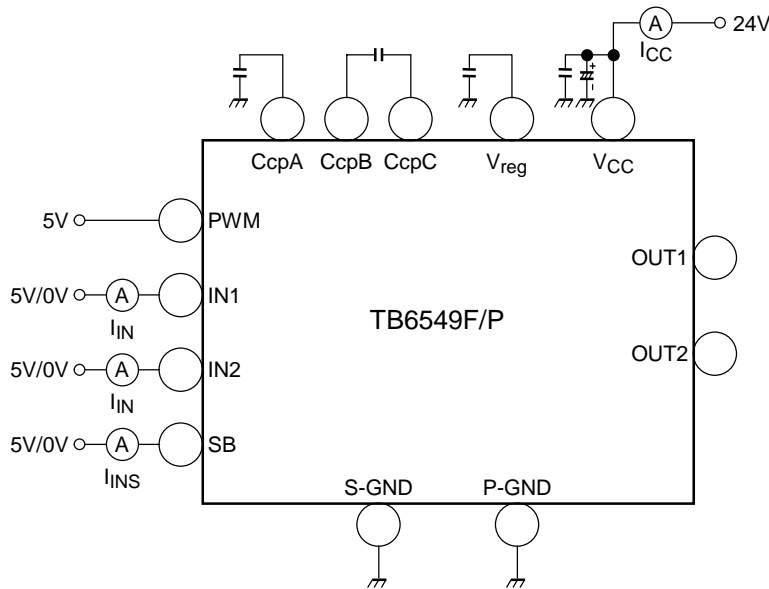 A
24V
ICC
+
-
CcpA
CcpB
CcpC
Vreg
VCC
5V
PWM
OUT1
5V/0V
A
IN1
IIN
TB6549F/P
OUT2
5V/0V
A
IN2
IIN
5V/0V
A
SB
IINS
S-GND
P-GND